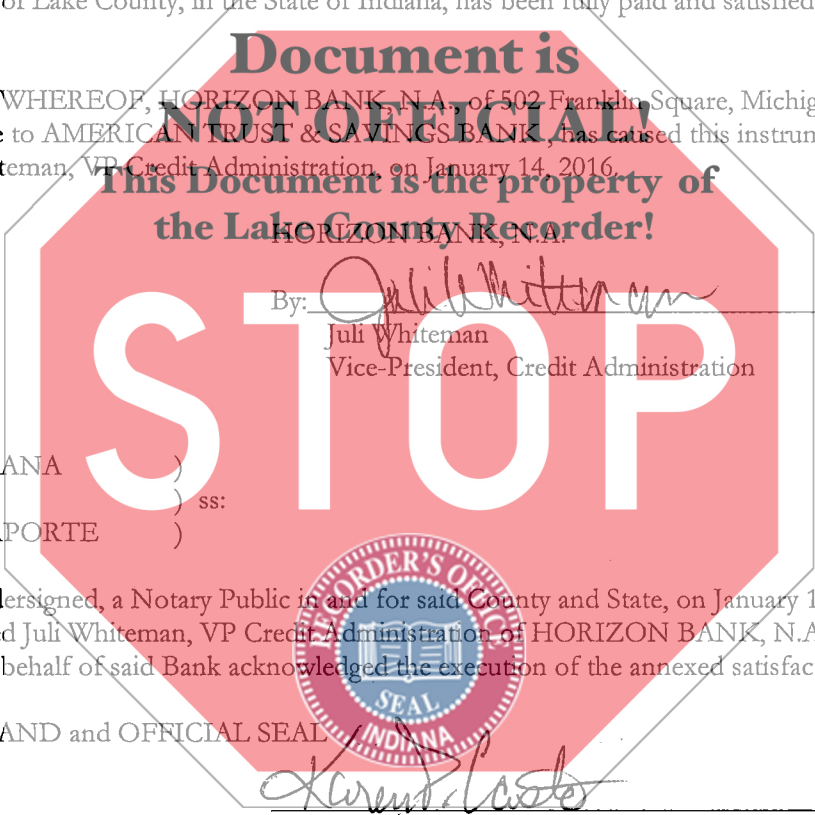 of Lake County, in the State of Indiana, has been fully paid and satisfied
Document is
WHEREOF, HORIZON BANK, N.A., of 502 Franklin Square, Michig
NOT OFFICIAL!
e to AMERICAN TRUST & SAVINGS BANK , has caused this instrum
teman, VP Credit Administration, on January 14, 2016.
This Document is the property of
the Lake County Recorder!
HORIZON BANK, N.A.
By: Juli Whiteman
Juli Whiteman
Vice-President, Credit Administration
STOP
ANA )
) ss:
APORTE )
RECORDER'S OFFICE
SEAL
INDIANA
dersigned, a Notary Public in and for said County and State, on January 1
d Juli Whiteman, VP Credit Administration of HORIZON BANK, N.A
behalf of said Bank acknowledged the execution of the annexed satisfac
AND and OFFICIAL SEAL
Karen P. Casto